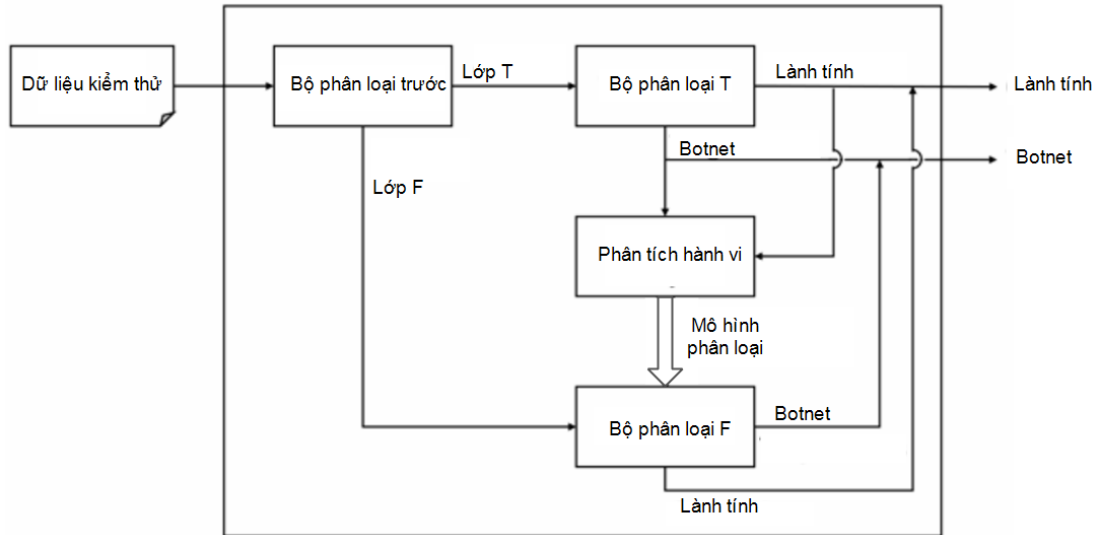 Dữ liệu kiểm thử
Bộ phân loại trước
Lớp T
Bộ phân loại T
Lành tính
Lành tính
Botnet
Botnet
Lớp F
Phân tích hành vi
Mô hình
phân loại
Bộ phân loại F
Botnet
Lành tính